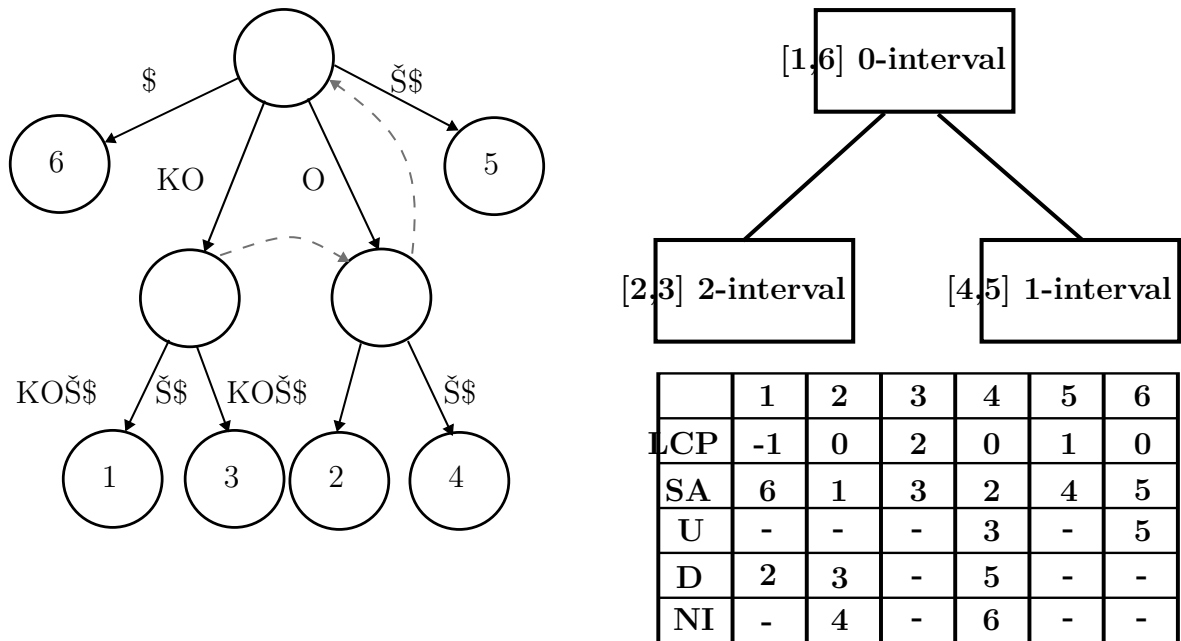 $
Š$
6
5
KO
O
KOŠ$
Š$
KOŠ$
Š$
1
3
2
4
[1,6] 0-interval
[2,3] 2-interval
[4,5] 1-interval
1 2 3 4 5 6
LCP -1 0 2 0 1 0
SA 6 1 3 2 4 5
U - - - 3 - 5
D 2 3 - 5 - -
NI - 4 - 6 - -